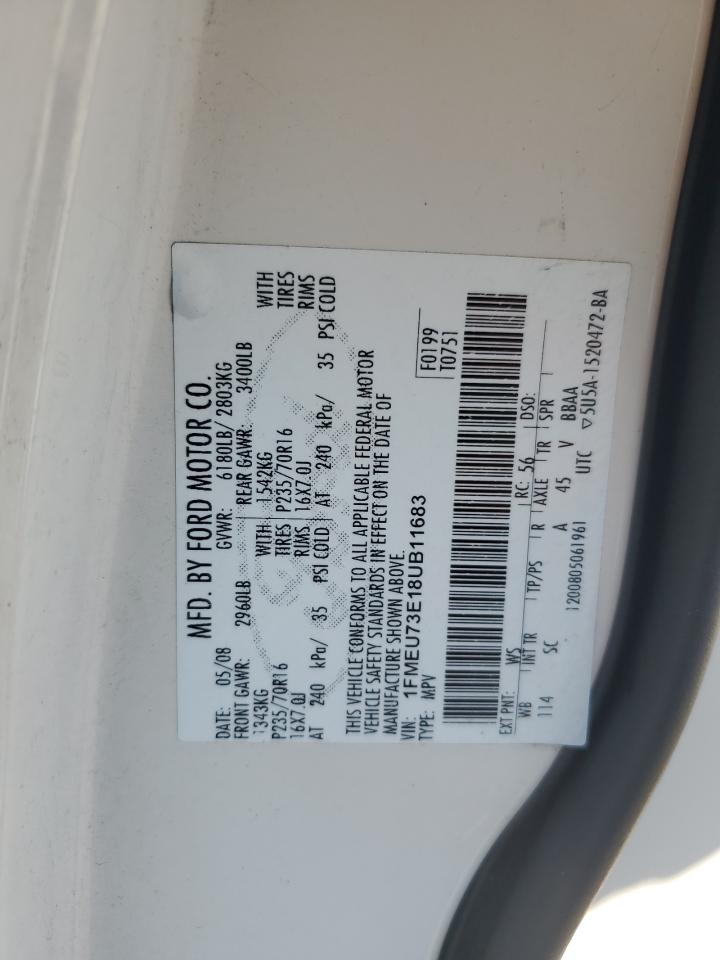 MFD. BY FORD MOTOR CO.
DATE: 05/08 GVWR: 6180LB/ 2803KG
FRONT GAWR: 2960LB REAR GAWR: 3400LB
1343KG WITH 1542KG WITH
P235/70R16 TIRES P235/70R16 TIRES
16X7.0J RIMS 16X7.0J RIMS
AT 240 kPa/ 35 PSI COLD AT 240 kPa/ 35 PSI COLD
THIS VEHICLE CONFORMS TO ALL APPLICABLE FEDERAL MOTOR
VEHICLE SAFETY STANDARDS IN EFFECT ON THE DATE OF
MANUFACTURE SHOWN ABOVE.
VIN: 1FMEU73E18UB11683 F0199
TYPE: MPV T0751
EXT PNT: WS RC: 56 DSO:
WB INT TR TP/PS R AXLE TR SPR
114 SC A 45 V BBAA
1200805061961 UTC ▽5U5A-1520472-BA